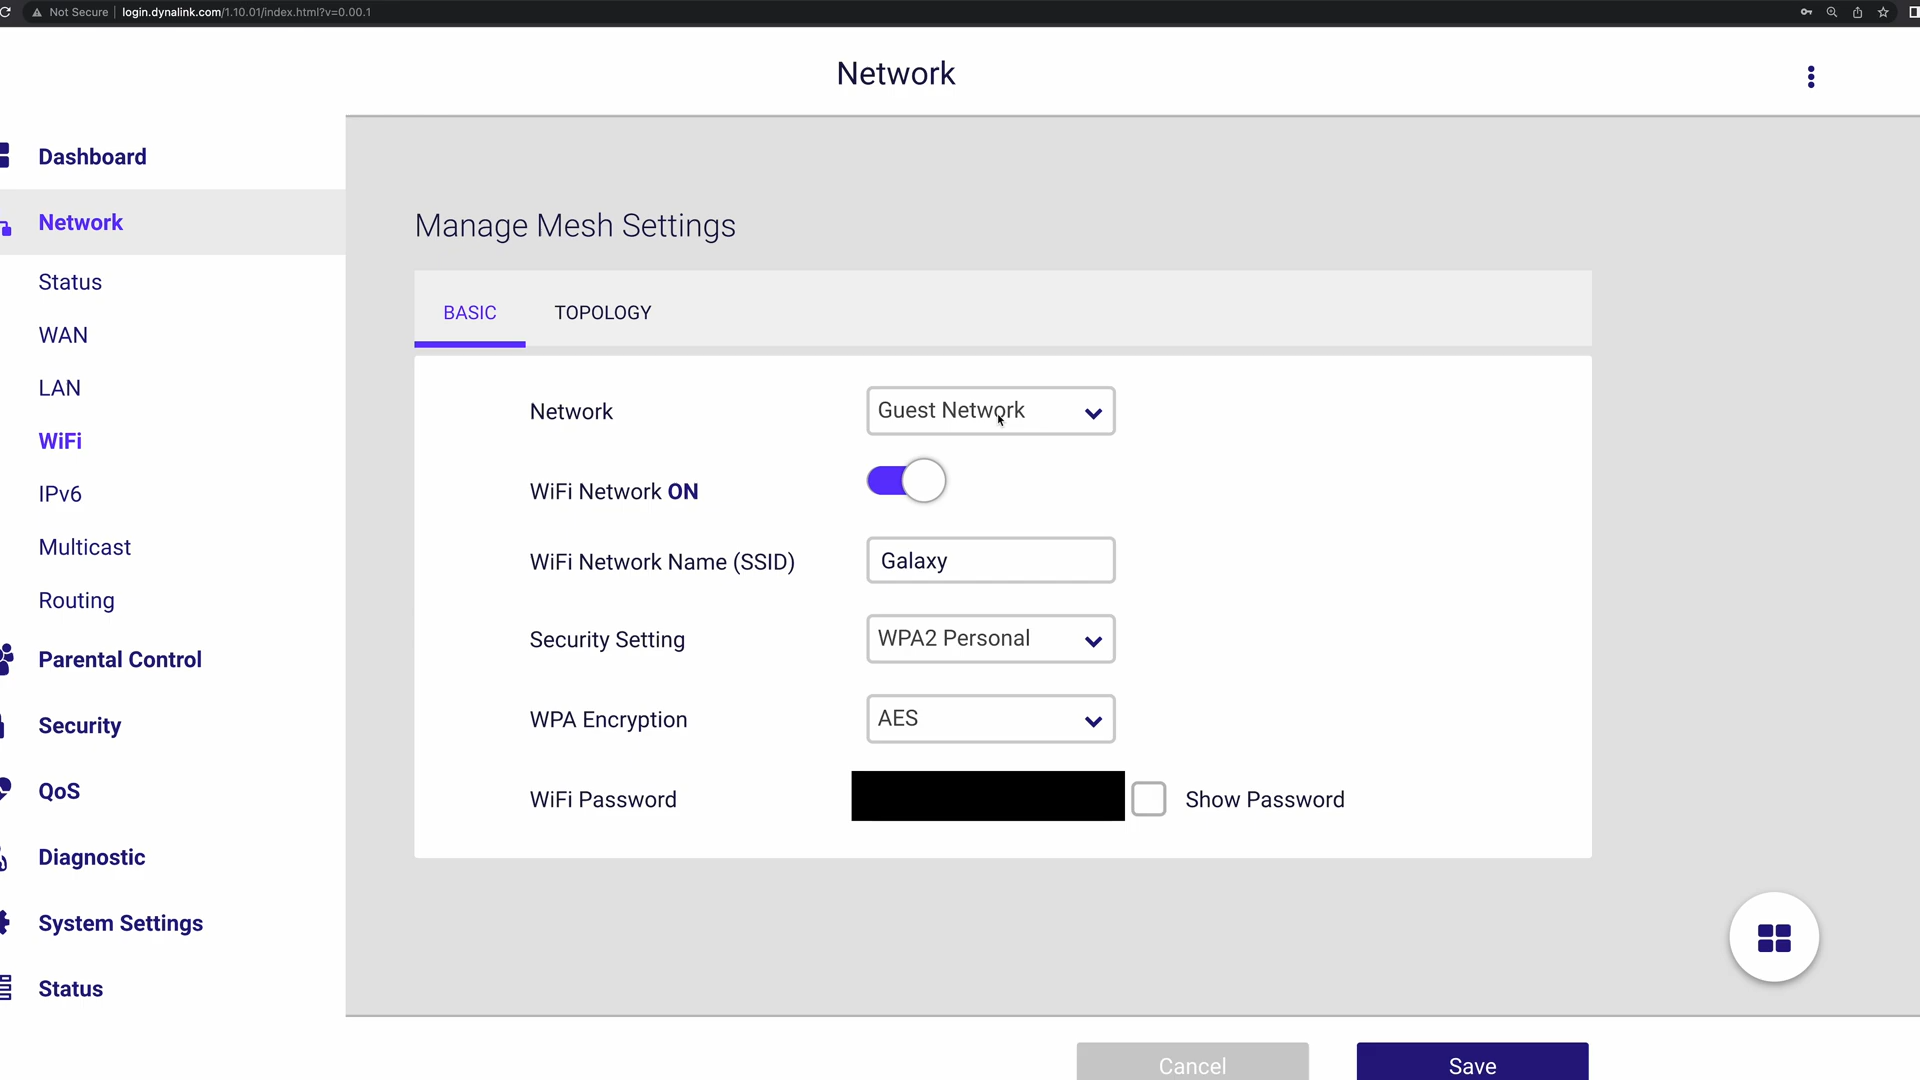 Not Secure login.dynalink.com/1.10.01/index.html?v=0.00.1
Network
Dashboard
Network
Status
WAN
LAN
WiFi
IPv6
Multicast
Routing
Parental Control
Security
QoS
Diagnostic
System Settings
Status
Manage Mesh Settings
BASIC TOPOLOGY
Network Guest Network
WiFi Network ON
WiFi Network Name (SSID) Galaxy
Security Setting WPA2 Personal
WPA Encryption AES
WiFi Password Show Password
Cancel Save